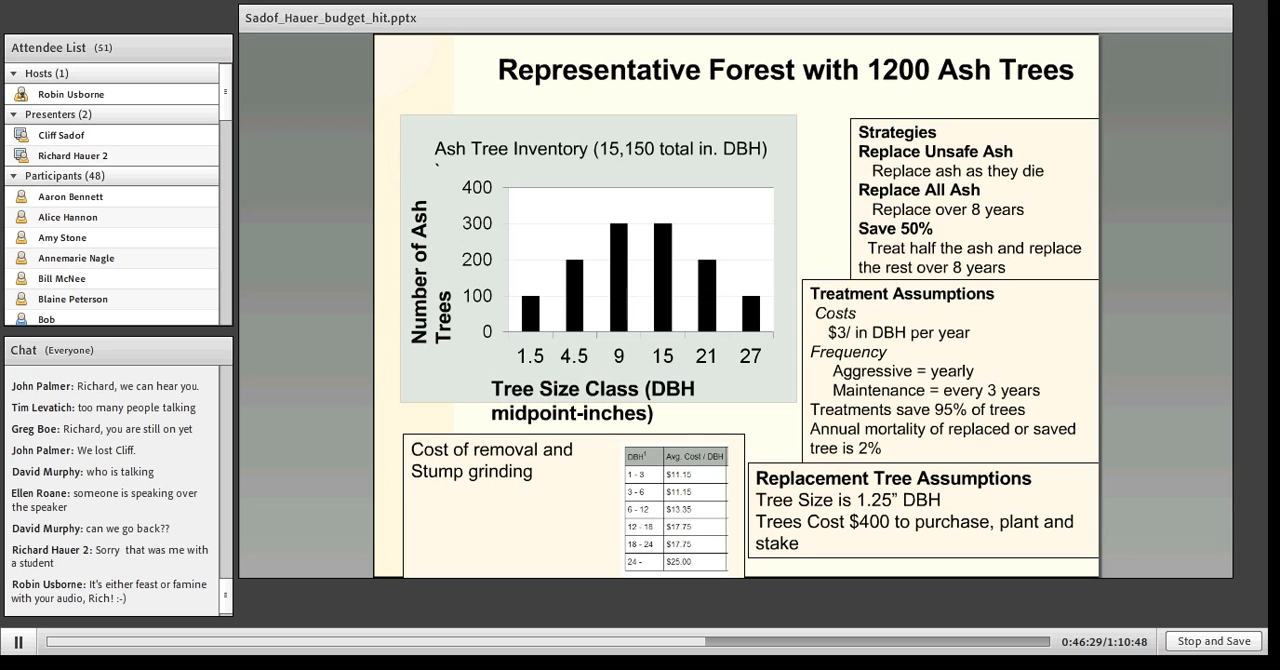 Sadof_Hauer_budget_hit.pptx
Attendee List (51)
Hosts (1)
Robin Usborne
Presenters (2)
Cliff Sadof
Richard Hauer 2
Participants (48)
Aaron Bennett
Alice Hannon
Amy Stone
Annemarie Nagle
Bill McNee
Blaine Peterson
Bob
Chat (Everyone)
John Palmer: Richard, we can hear you.
Tim Levatich: too many people talking
Greg Boe: Richard, you are still on yet
John Palmer: We lost Cliff.
David Murphy: who is talking
Ellen Roane: someone is speaking over
the speaker
David Murphy: can we go back??
Richard Hauer 2: Sorry that was me with
a student
Robin Usborne: It's either feast or famine
with your audio, Rich! :-)
Representative Forest with 1200 Ash Trees
Ash Tree Inventory (15,150 total in. DBH)
`
Number of Ash
Trees
400
300
200
100
0
1.5 4.5 9 15 21 27
Tree Size Class (DBH
midpoint-inches)
Strategies
Replace Unsafe Ash
Replace ash as they die
Replace All Ash
Replace over 8 years
Save 50%
Treat half the ash and replace
the rest over 8 years
Treatment Assumptions
Costs
$3/ in DBH per year
Frequency
Aggressive = yearly
Maintenance = every 3 years
Treatments save 95% of trees
Annual mortality of replaced or saved
tree is 2%
Cost of removal and
Stump grinding
DBH¹ Avg. Cost / DBH
1 - 3 $11.15
3 - 6 $11.15
6 - 12 $13.35
12 - 18 $17.75
18 - 24 $17.75
24 - $25.00
Replacement Tree Assumptions
Tree Size is 1.25” DBH
Trees Cost $400 to purchase, plant and
stake
0:46:29/1:10:48
Stop and Save